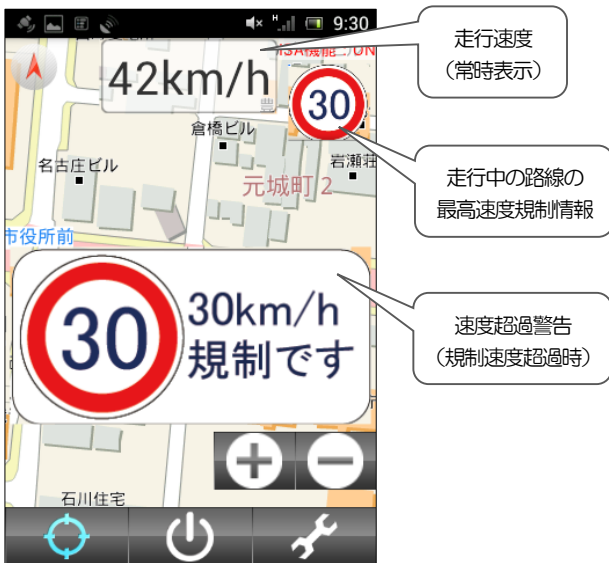 9:30
42km/h
30
倉橋ビル
名古庄ビル
岩瀬荘
元城町2
市役所前
30
30km/h
規制です
石川住宅
走行速度
（常時表示）
走行中の路線の
最高速度規制情報
速度超過警告
（規制速度超過時）